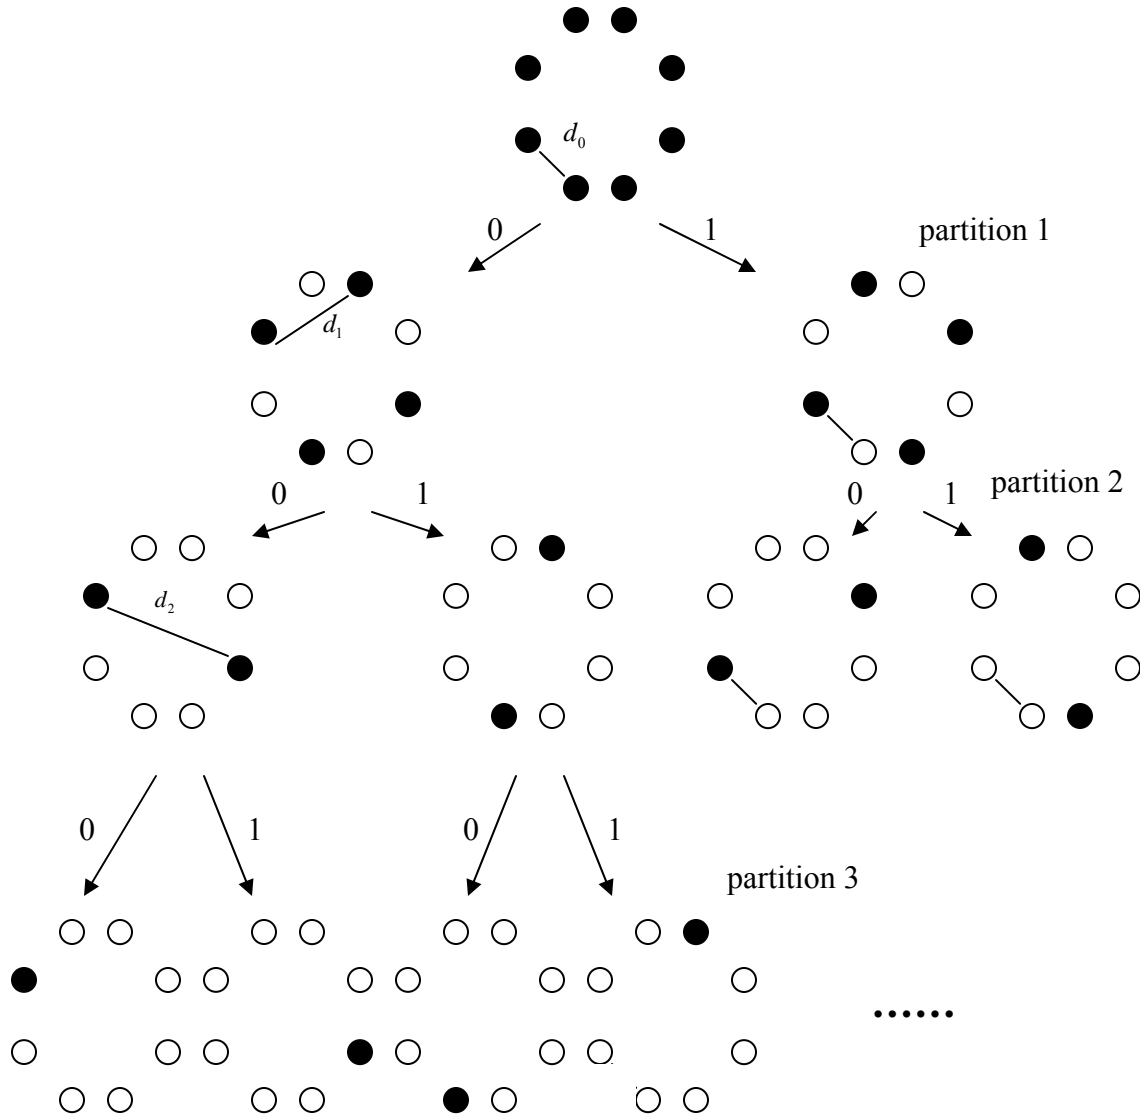 d₀
0 1 partition 1
d₁
0 1 0 1 partition 2
d₂
0 1 0 1
partition 3
......